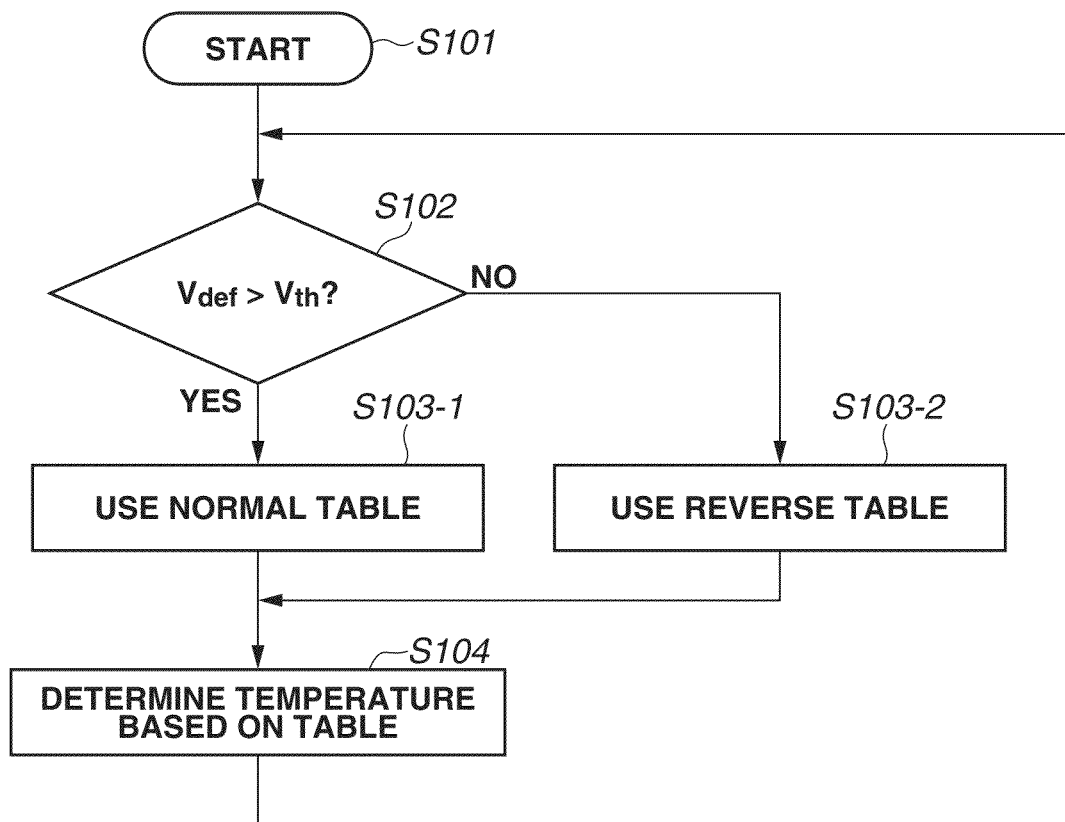 START
S101
S102
Vdef > Vth?
NO
YES
S103-1
S103-2
USE NORMAL TABLE
USE REVERSE TABLE
S104
DETERMINE TEMPERATURE
BASED ON TABLE